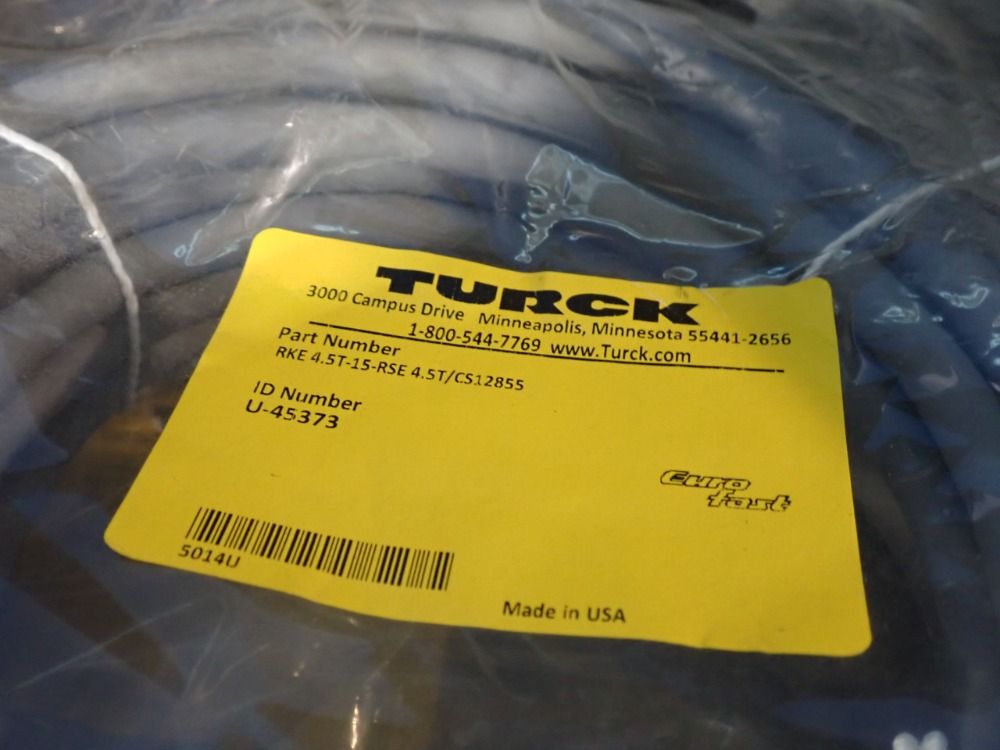 TURCK
3000 Campus Drive Minneapolis, Minnesota 55441-2656
1-800-544-7769 www.Turck.com
Part Number
RKE 4.5T-15-RSE 4.5T/CS12855
ID Number
U-45373
Euro
fast
5014U
Made in USA